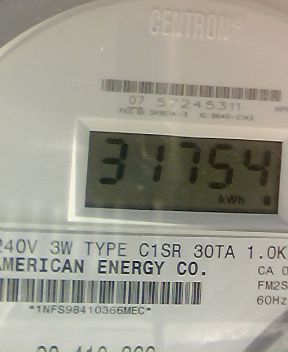 CENTRON®
07 57245311
31754
kWh
240V 3W TYPE C1SR 30TA 1.0K
AMERICAN ENERGY CO.
CA 0
FM2S
60Hz
*1NFS98410366MEC*